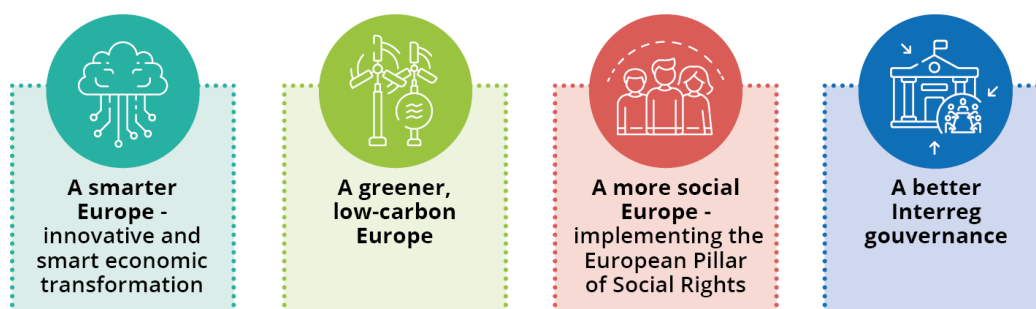 A smarter
Europe -
innovative and
smart economic
transformation
A greener,
low-carbon
Europe
A more social
Europe -
implementing the
European Pillar
of Social Rights
A better
Interreg
gouvernance